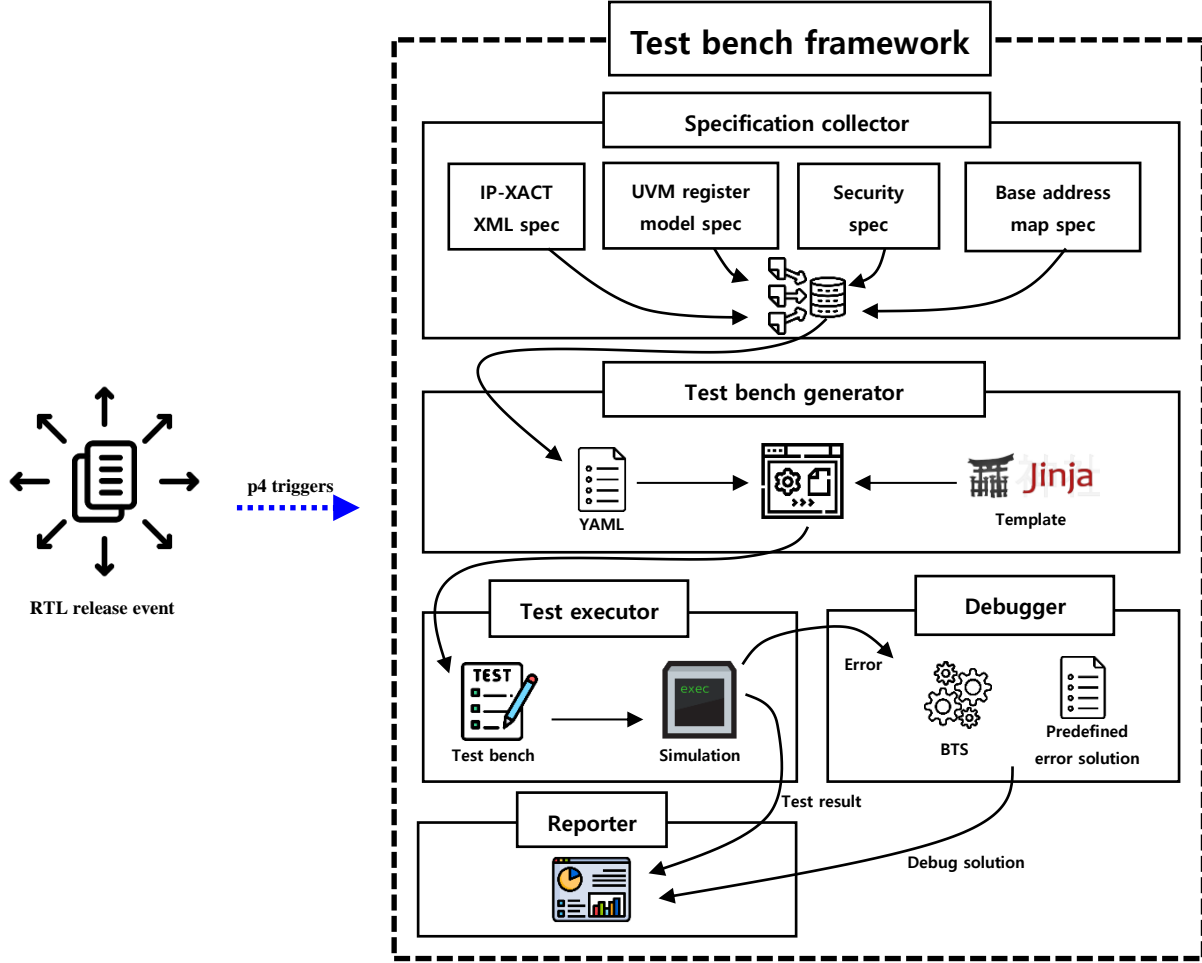 Test bench framework
Specification collector
IP-XACT
XML spec
UVM register
model spec
Security
spec
Base address
map spec
Test bench generator
p4 triggers
YAML
Jinja
Template
RTL release event
Test executor
Debugger
TEST
exec
Error
Test bench
Simulation
BTS
Predefined
error solution
Test result
Reporter
Debug solution